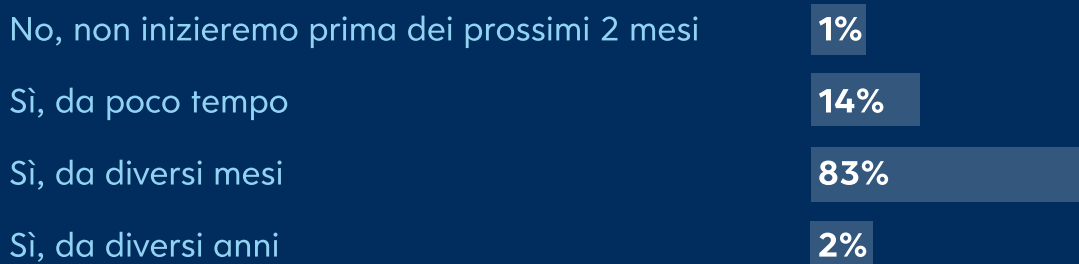 No, non inizieremo prima dei prossimi 2 mesi 1%
Sì, da poco tempo 14%
Sì, da diversi mesi 83%
Sì, da diversi anni 2%